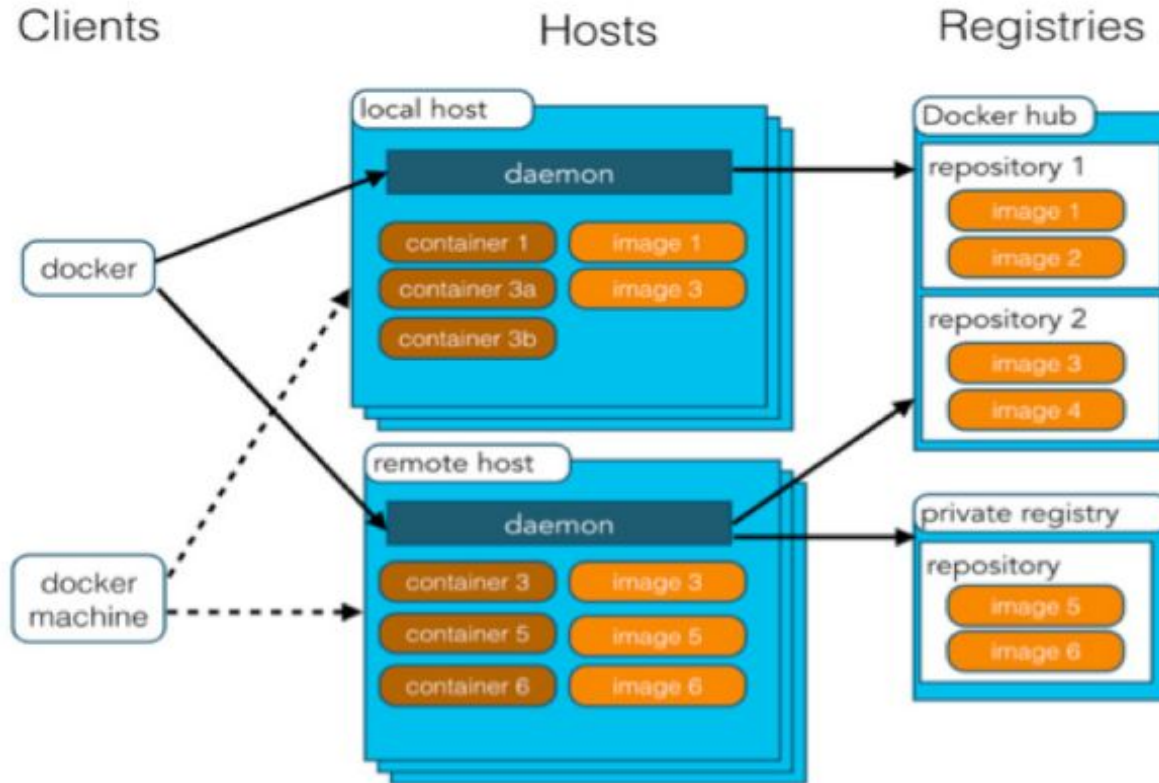 Clients
Hosts
Registries
local host
daemon
container 1
image 1
container 3a
image 3
container 3b
docker
docker
machine
remote host
daemon
container 3
image 3
container 5
image 5
container 6
image 6
Docker hub
repository 1
image 1
image 2
repository 2
image 3
image 4
private registry
repository
image 5
image 6